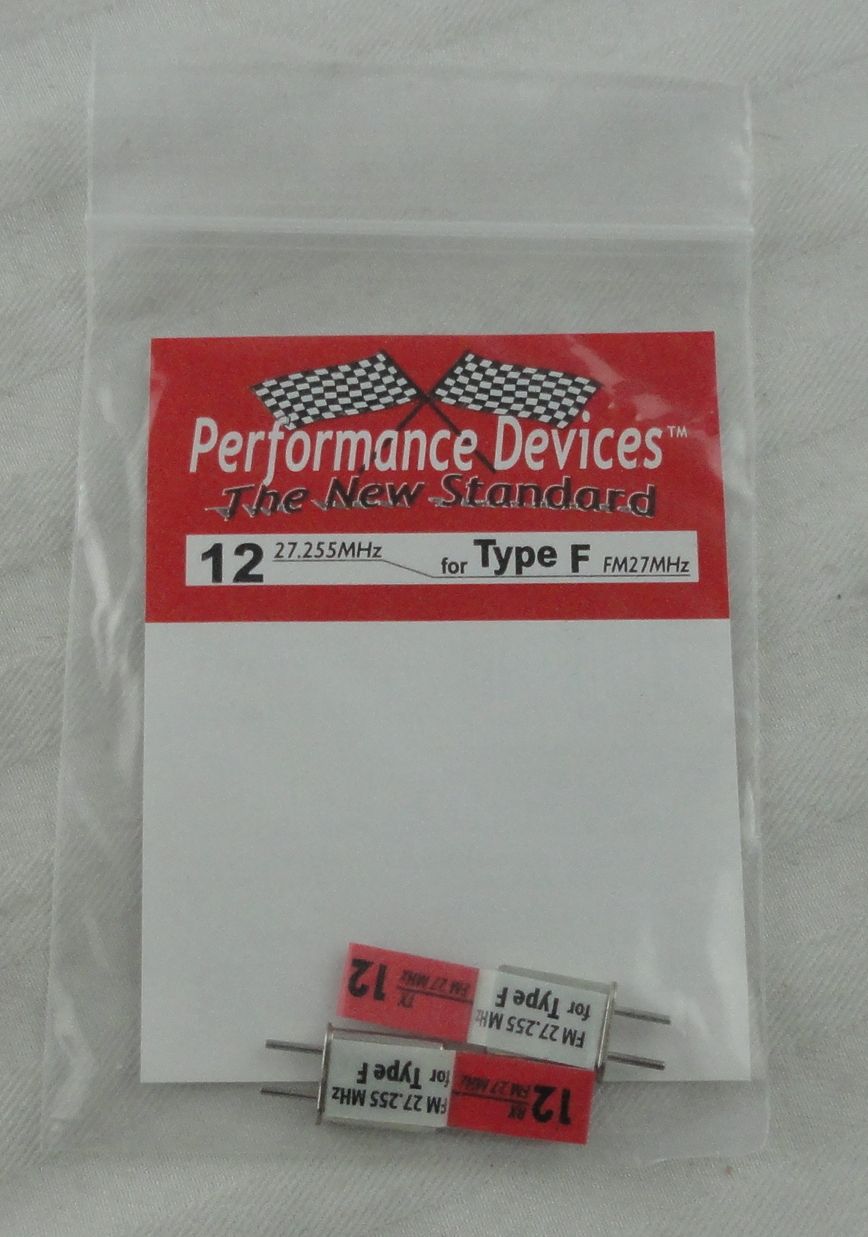 Performance Devices™
The New Standard
12 27.255MHz for Type F FM27MHz
12 TX
FM 27 MHz
FM 27.255 MHz
for Type F
12 RX
FM 27 MHz
FM 27.255 MHz
for Type F